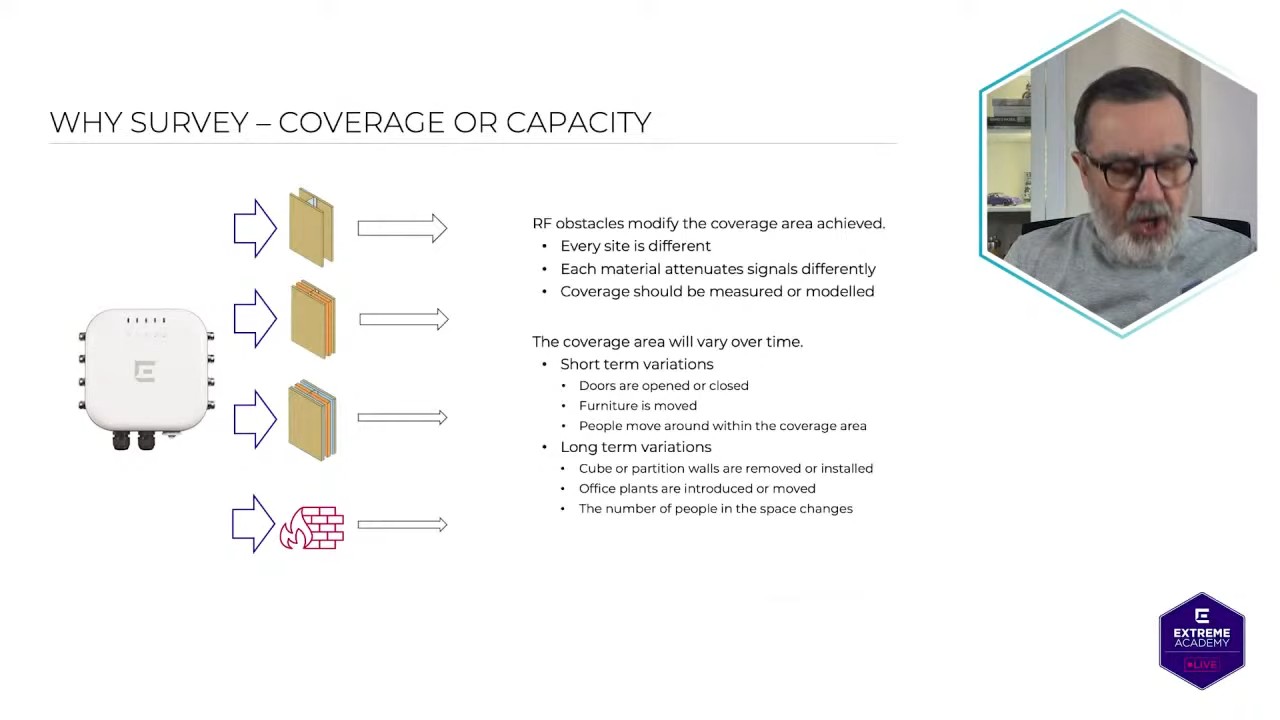 WHY SURVEY – COVERAGE OR CAPACITY
RF obstacles modify the coverage area achieved.
• Every site is different
• Each material attenuates signals differently
• Coverage should be measured or modelled
The coverage area will vary over time.
• Short term variations
• Doors are opened or closed
• Furniture is moved
• People move around within the coverage area
• Long term variations
• Cube or partition walls are removed or installed
• Office plants are introduced or moved
• The number of people in the space changes
EXTREME
ACADEMY
LIVE